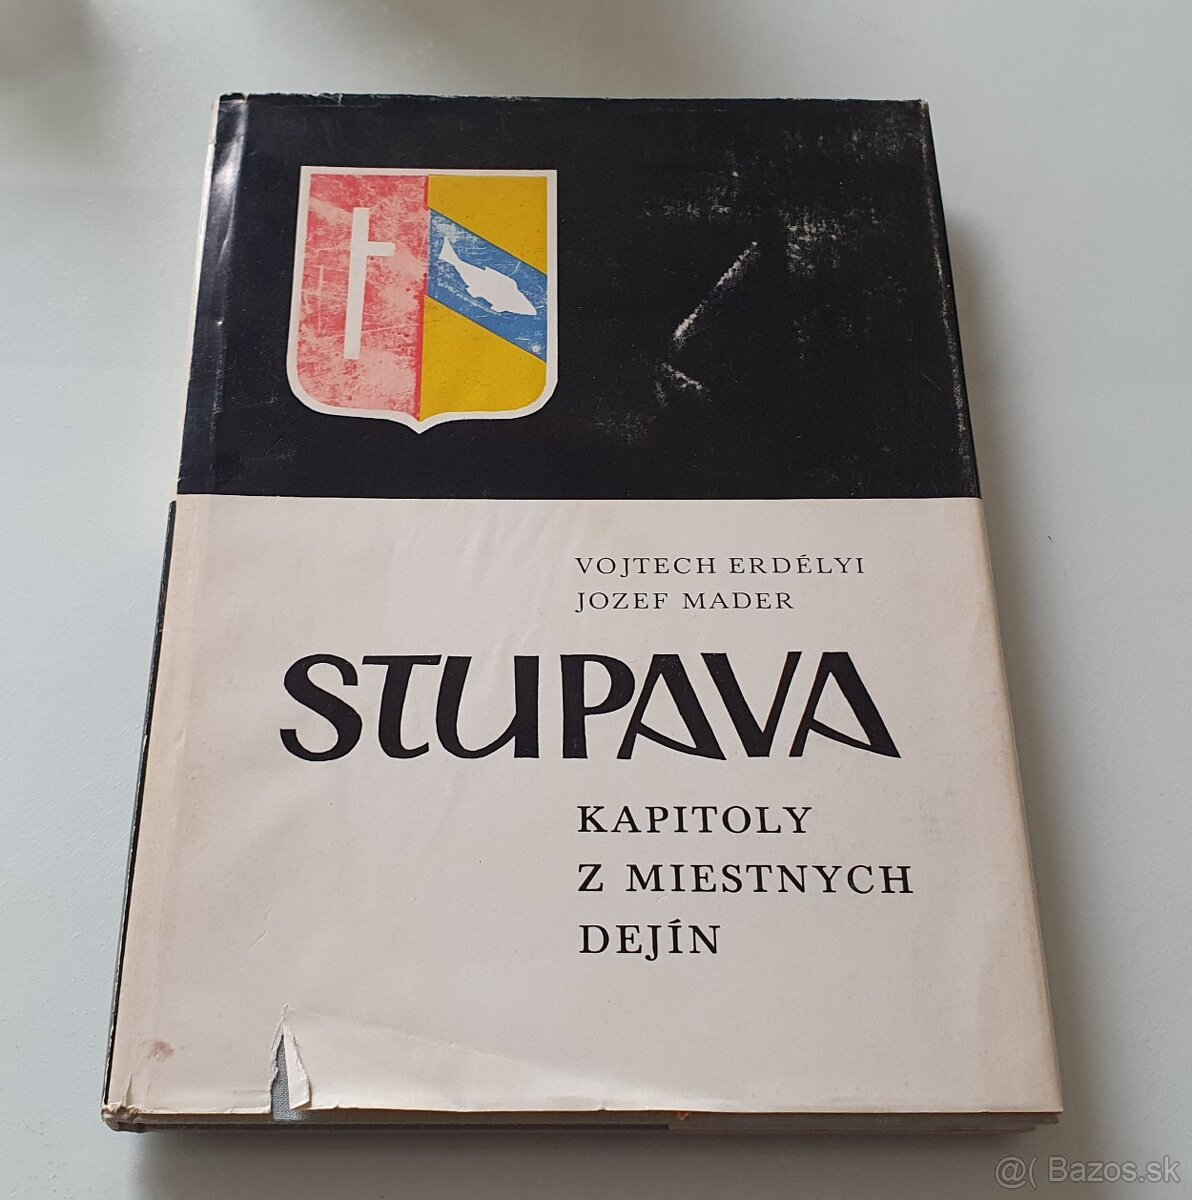 VOJTECH ERDÉLYI
JOZEF MADER
STUPAVA
KAPITOLY
Z MIESTNYCH
DEJÍN
@( Bazos.sk